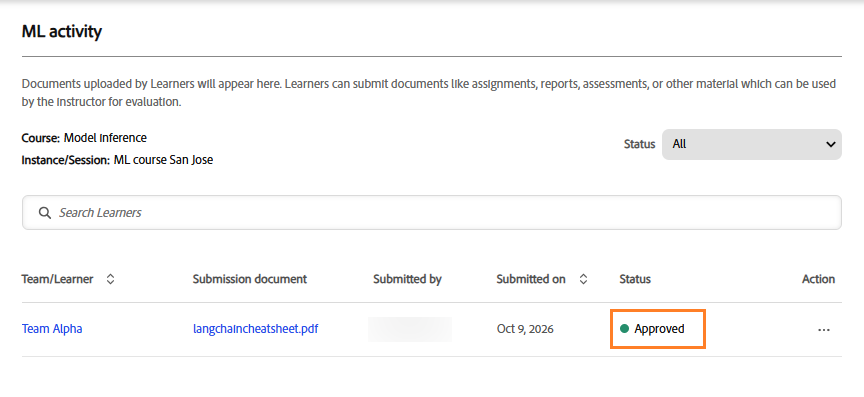 ML activity
Documents uploaded by Learners will appear here. Learners can submit documents like assignments, reports, assessments, or other material which can be used
by the instructor for evaluation.
Course: Model Inference
Status All
Instance/Session: ML course San Jose
Search Learners
Team/Learner Submission document Submitted by Submitted on Status Action
Team Alpha langchaincheatsheet.pdf Oct 9, 2026 Approved ...